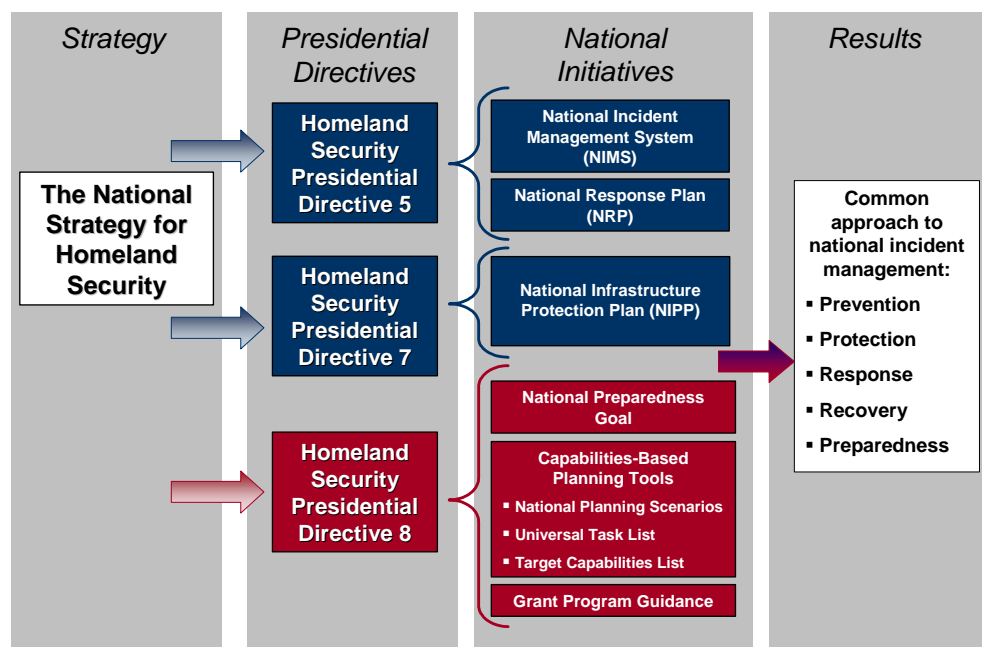 Strategy
The National
Strategy for
Homeland
Security
Presidential
Directives
Homeland
Security
Presidential
Directive 5
Homeland
Security
Presidential
Directive 7
Homeland
Security
Presidential
Directive 8
National
Initiatives
National Incident
Management System
(NIMS)
National Response Plan
(NRP)
National Infrastructure
Protection Plan (NIPP)
National Preparedness
Goal
Capabilities-Based
Planning Tools
▪ National Planning Scenarios
▪ Universal Task List
▪ Target Capabilities List
Grant Program Guidance
Results
Common
approach to
national incident
management:
▪ Prevention
▪ Protection
▪ Response
▪ Recovery
▪ Preparedness